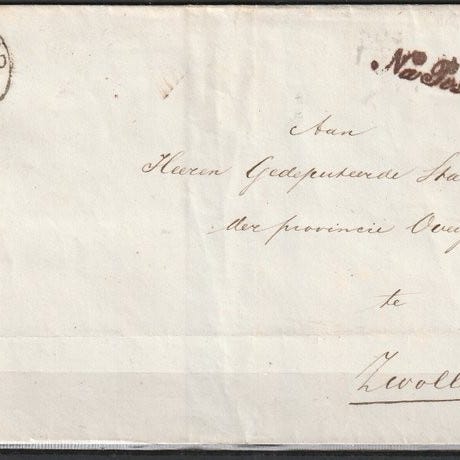 Na Pos
Aan
Heeren Gedeputeerde Sta
der provincie Over
te
Zwoll